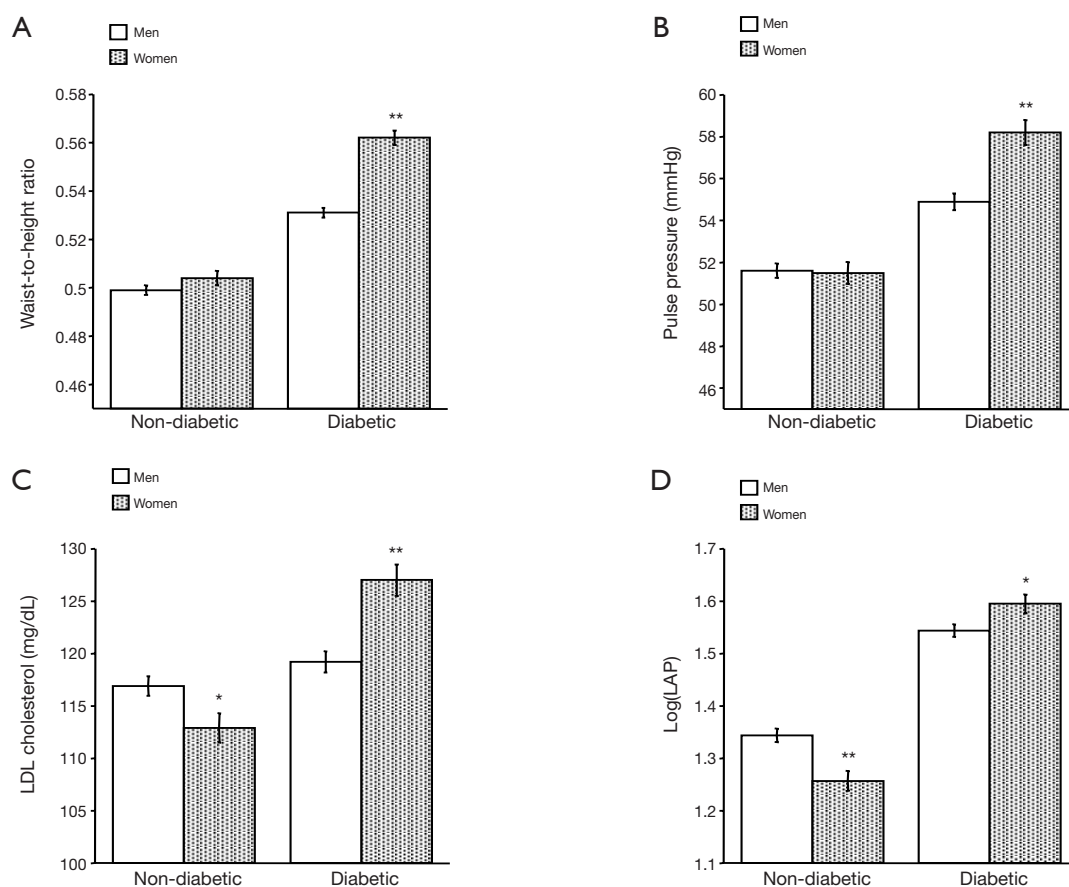 A
Men
Women
Waist-to-height ratio
0.58
0.56
0.54
0.52
0.5
0.48
0.46
**
Non-diabetic
Diabetic
B
Men
Women
Pulse pressure (mmHg)
60
58
56
54
52
50
48
46
**
Non-diabetic
Diabetic
C
Men
Women
LDL cholesterol (mg/dL)
130
125
120
115
110
105
100
*
**
Non-diabetic
Diabetic
D
Men
Women
Log(LAP)
1.7
1.6
1.5
1.4
1.3
1.2
1.1
**
*
Non-diabetic
Diabetic